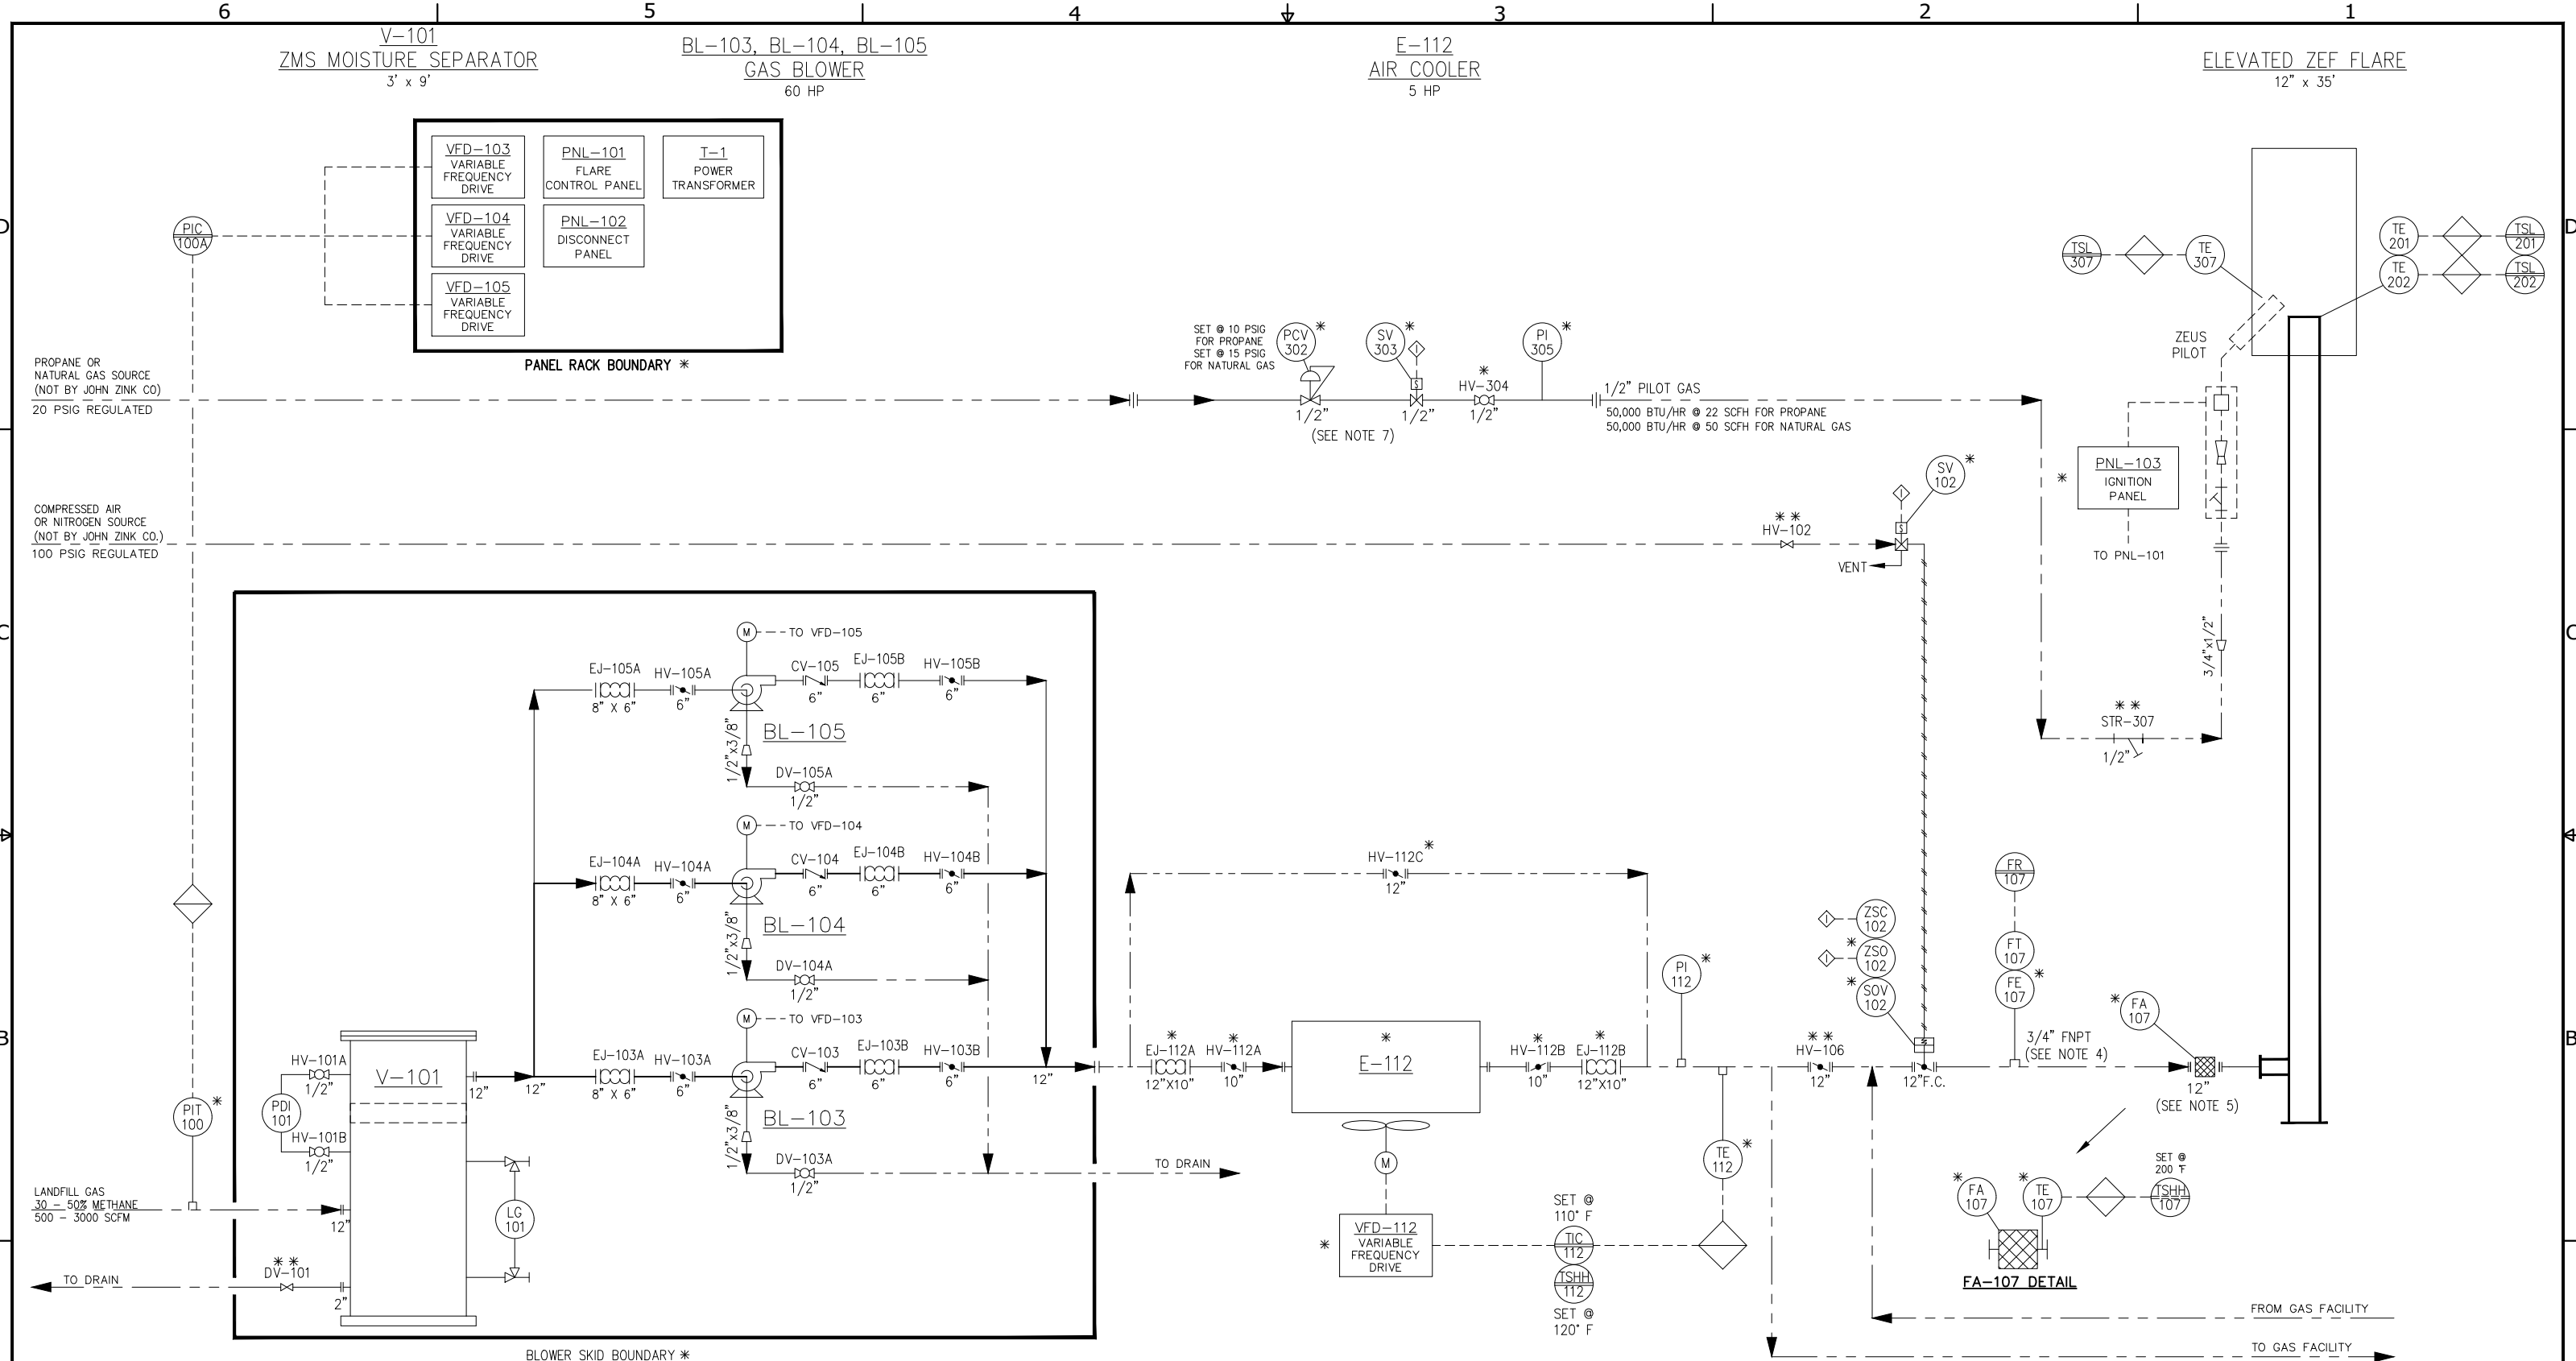 6 5 4 3 2 1
V-101
ZMS MOISTURE SEPARATOR
3' x 9'
BL-103, BL-104, BL-105
GAS BLOWER
60 HP
E-112
AIR COOLER
5 HP
ELEVATED ZEF FLARE
12" x 35'
D
D
C
C
B
B
VFD-103
VARIABLE
FREQUENCY
DRIVE
PNL-101
FLARE
CONTROL PANEL
T-1
POWER
TRANSFORMER
VFD-104
VARIABLE
FREQUENCY
DRIVE
PNL-102
DISCONNECT
PANEL
VFD-105
VARIABLE
FREQUENCY
DRIVE
PANEL RACK BOUNDARY *
PIC
100A
PROPANE OR
NATURAL GAS SOURCE
(NOT BY JOHN ZINK CO)
20 PSIG REGULATED
SET @ 10 PSIG
FOR PROPANE
SET @ 15 PSIG
FOR NATURAL GAS
PCV
302
*
1/2"
(SEE NOTE 7)
SV
303
*
I
S
1/2"
*
HV-304
1/2"
PI
305
*
1/2" PILOT GAS
50,000 BTU/HR @ 22 SCFH FOR PROPANE
50,000 BTU/HR @ 50 SCFH FOR NATURAL GAS
TSL
307
TE
307
TE
201
TSL
201
TE
202
TSL
202
ZEUS
PILOT
*
PNL-103
IGNITION
PANEL
TO PNL-101
3/4"x1/2"
* *
STR-307
1/2"
COMPRESSED AIR
OR NITROGEN SOURCE
(NOT BY JOHN ZINK CO.)
100 PSIG REGULATED
* *
HV-102
SV
102
*
I
S
VENT
M
TO VFD-105
EJ-105A
8" X 6"
HV-105A
6"
CV-105
6"
EJ-105B
6"
HV-105B
6"
BL-105
1/2"x3/8"
DV-105A
1/2"
M
TO VFD-104
EJ-104A
8" X 6"
HV-104A
6"
CV-104
6"
EJ-104B
6"
HV-104B
6"
BL-104
1/2"x3/8"
DV-104A
1/2"
M
TO VFD-103
EJ-103A
8" X 6"
HV-103A
6"
CV-103
6"
EJ-103B
6"
HV-103B
6"
12"
BL-103
1/2"x3/8"
DV-103A
1/2"
TO DRAIN
PIT
100
*
HV-101A
1/2"
PDI
101
HV-101B
1/2"
V-101
12"
12"
LG
101
LANDFILL GAS
30 - 50% METHANE
500 - 3000 SCFM
12"
* *
DV-101
TO DRAIN
2"
BLOWER SKID BOUNDARY *
HV-112C
*
12"
*
EJ-112A
12"X10"
*
HV-112A
10"
*
E-112
M
*
VFD-112
VARIABLE
FREQUENCY
DRIVE
*
HV-112B
10"
*
EJ-112B
12"X10"
PI
112
*
TE
112
*
SET @
110° F
TIC
112
TSHH
112
SET @
120° F
* *
HV-106
12"
I
ZSC
102
I
*
ZSO
102
*
SOV
102
12"F.C.
FR
107
FT
107
FE
107
*
3/4" FNPT
(SEE NOTE 4)
*
FA
107
12"
(SEE NOTE 5)
*
FA
107
*
TE
107
SET @
200 °F
TSHH
107
FA-107 DETAIL
FROM GAS FACILITY
TO GAS FACILITY